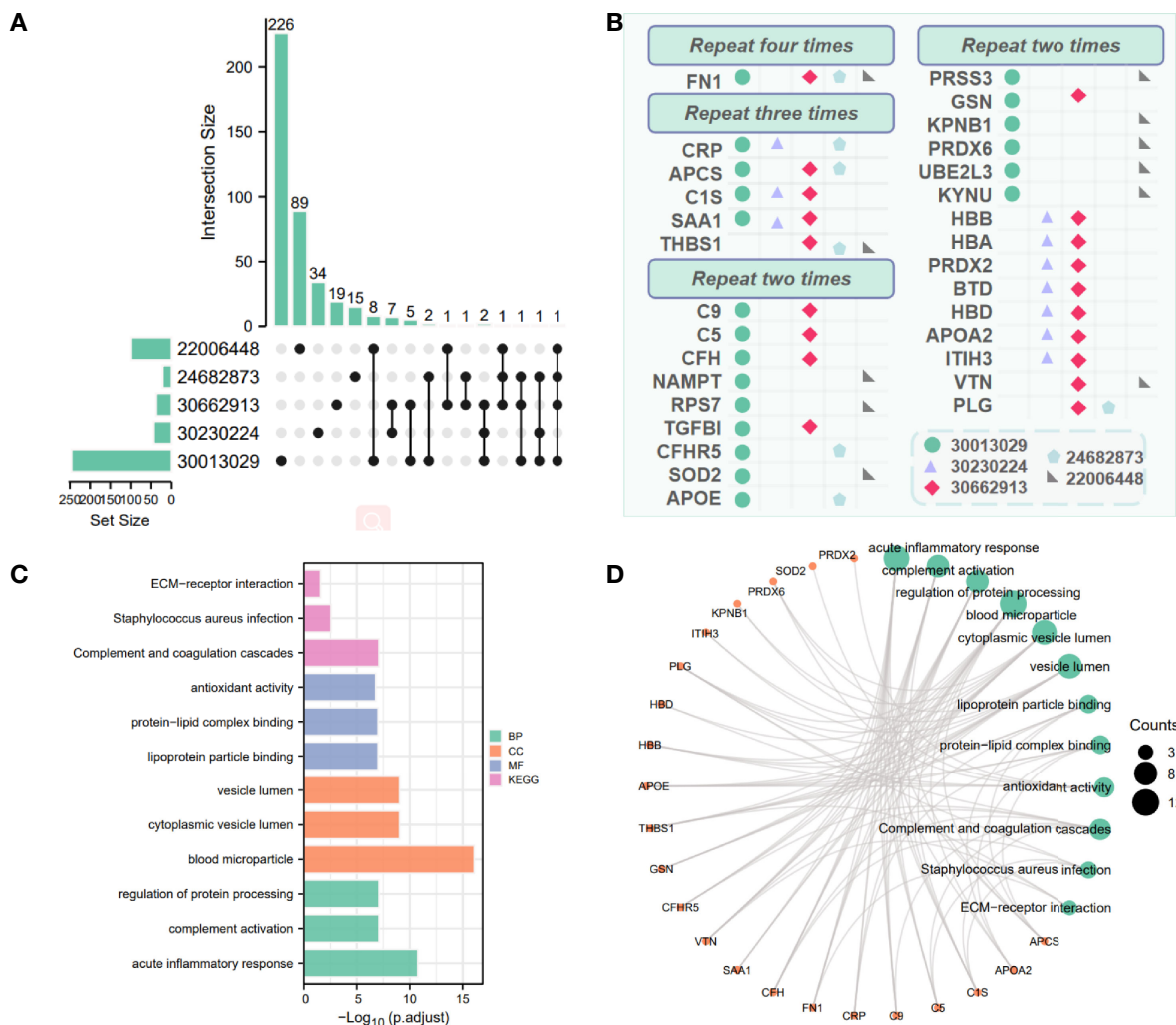 A
Intersection Size
200
150
100
50
0
226
89
34
19
15
8
7
5
2
1
1
2
1
1
1
1
22006448
24682873
30662913
30230224
30013029
250
200
150
100
50
0
Set Size
B
Repeat four times
FN1
Repeat three times
CRP
APCS
C1S
SAA1
THBS1
Repeat two times
C9
C5
CFH
NAMPT
RPS7
TGFBI
CFHR5
SOD2
APOE
Repeat two times
PRSS3
GSN
KPNB1
PRDX6
UBE2L3
KYNU
HBB
HBA
PRDX2
BTD
HBD
APOA2
ITIH3
VTN
PLG
30013029
30230224
30662913
24682873
22006448
C
ECM−receptor interaction
Staphylococcus aureus infection
Complement and coagulation cascades
antioxidant activity
protein−lipid complex binding
lipoprotein particle binding
vesicle lumen
cytoplasmic vesicle lumen
blood microparticle
regulation of protein processing
complement activation
acute inflammatory response
0
5
10
15
−Log10 (p.adjust)
BP
CC
MF
KEGG
D
acute inflammatory response
complement activation
regulation of protein processing
blood microparticle
cytoplasmic vesicle lumen
vesicle lumen
lipoprotein particle binding
protein−lipid complex binding
antioxidant activity
Complement and coagulation cascades
Staphylococcus aureus infection
ECM−receptor interaction
APCS
APOA2
C1S
C5
C9
CRP
FN1
CFH
SAA1
VTN
CFHR5
GSN
THBS1
APOE
HBB
HBD
PLG
ITIH3
KPNB1
PRDX6
SOD2
PRDX2
Counts
3
8